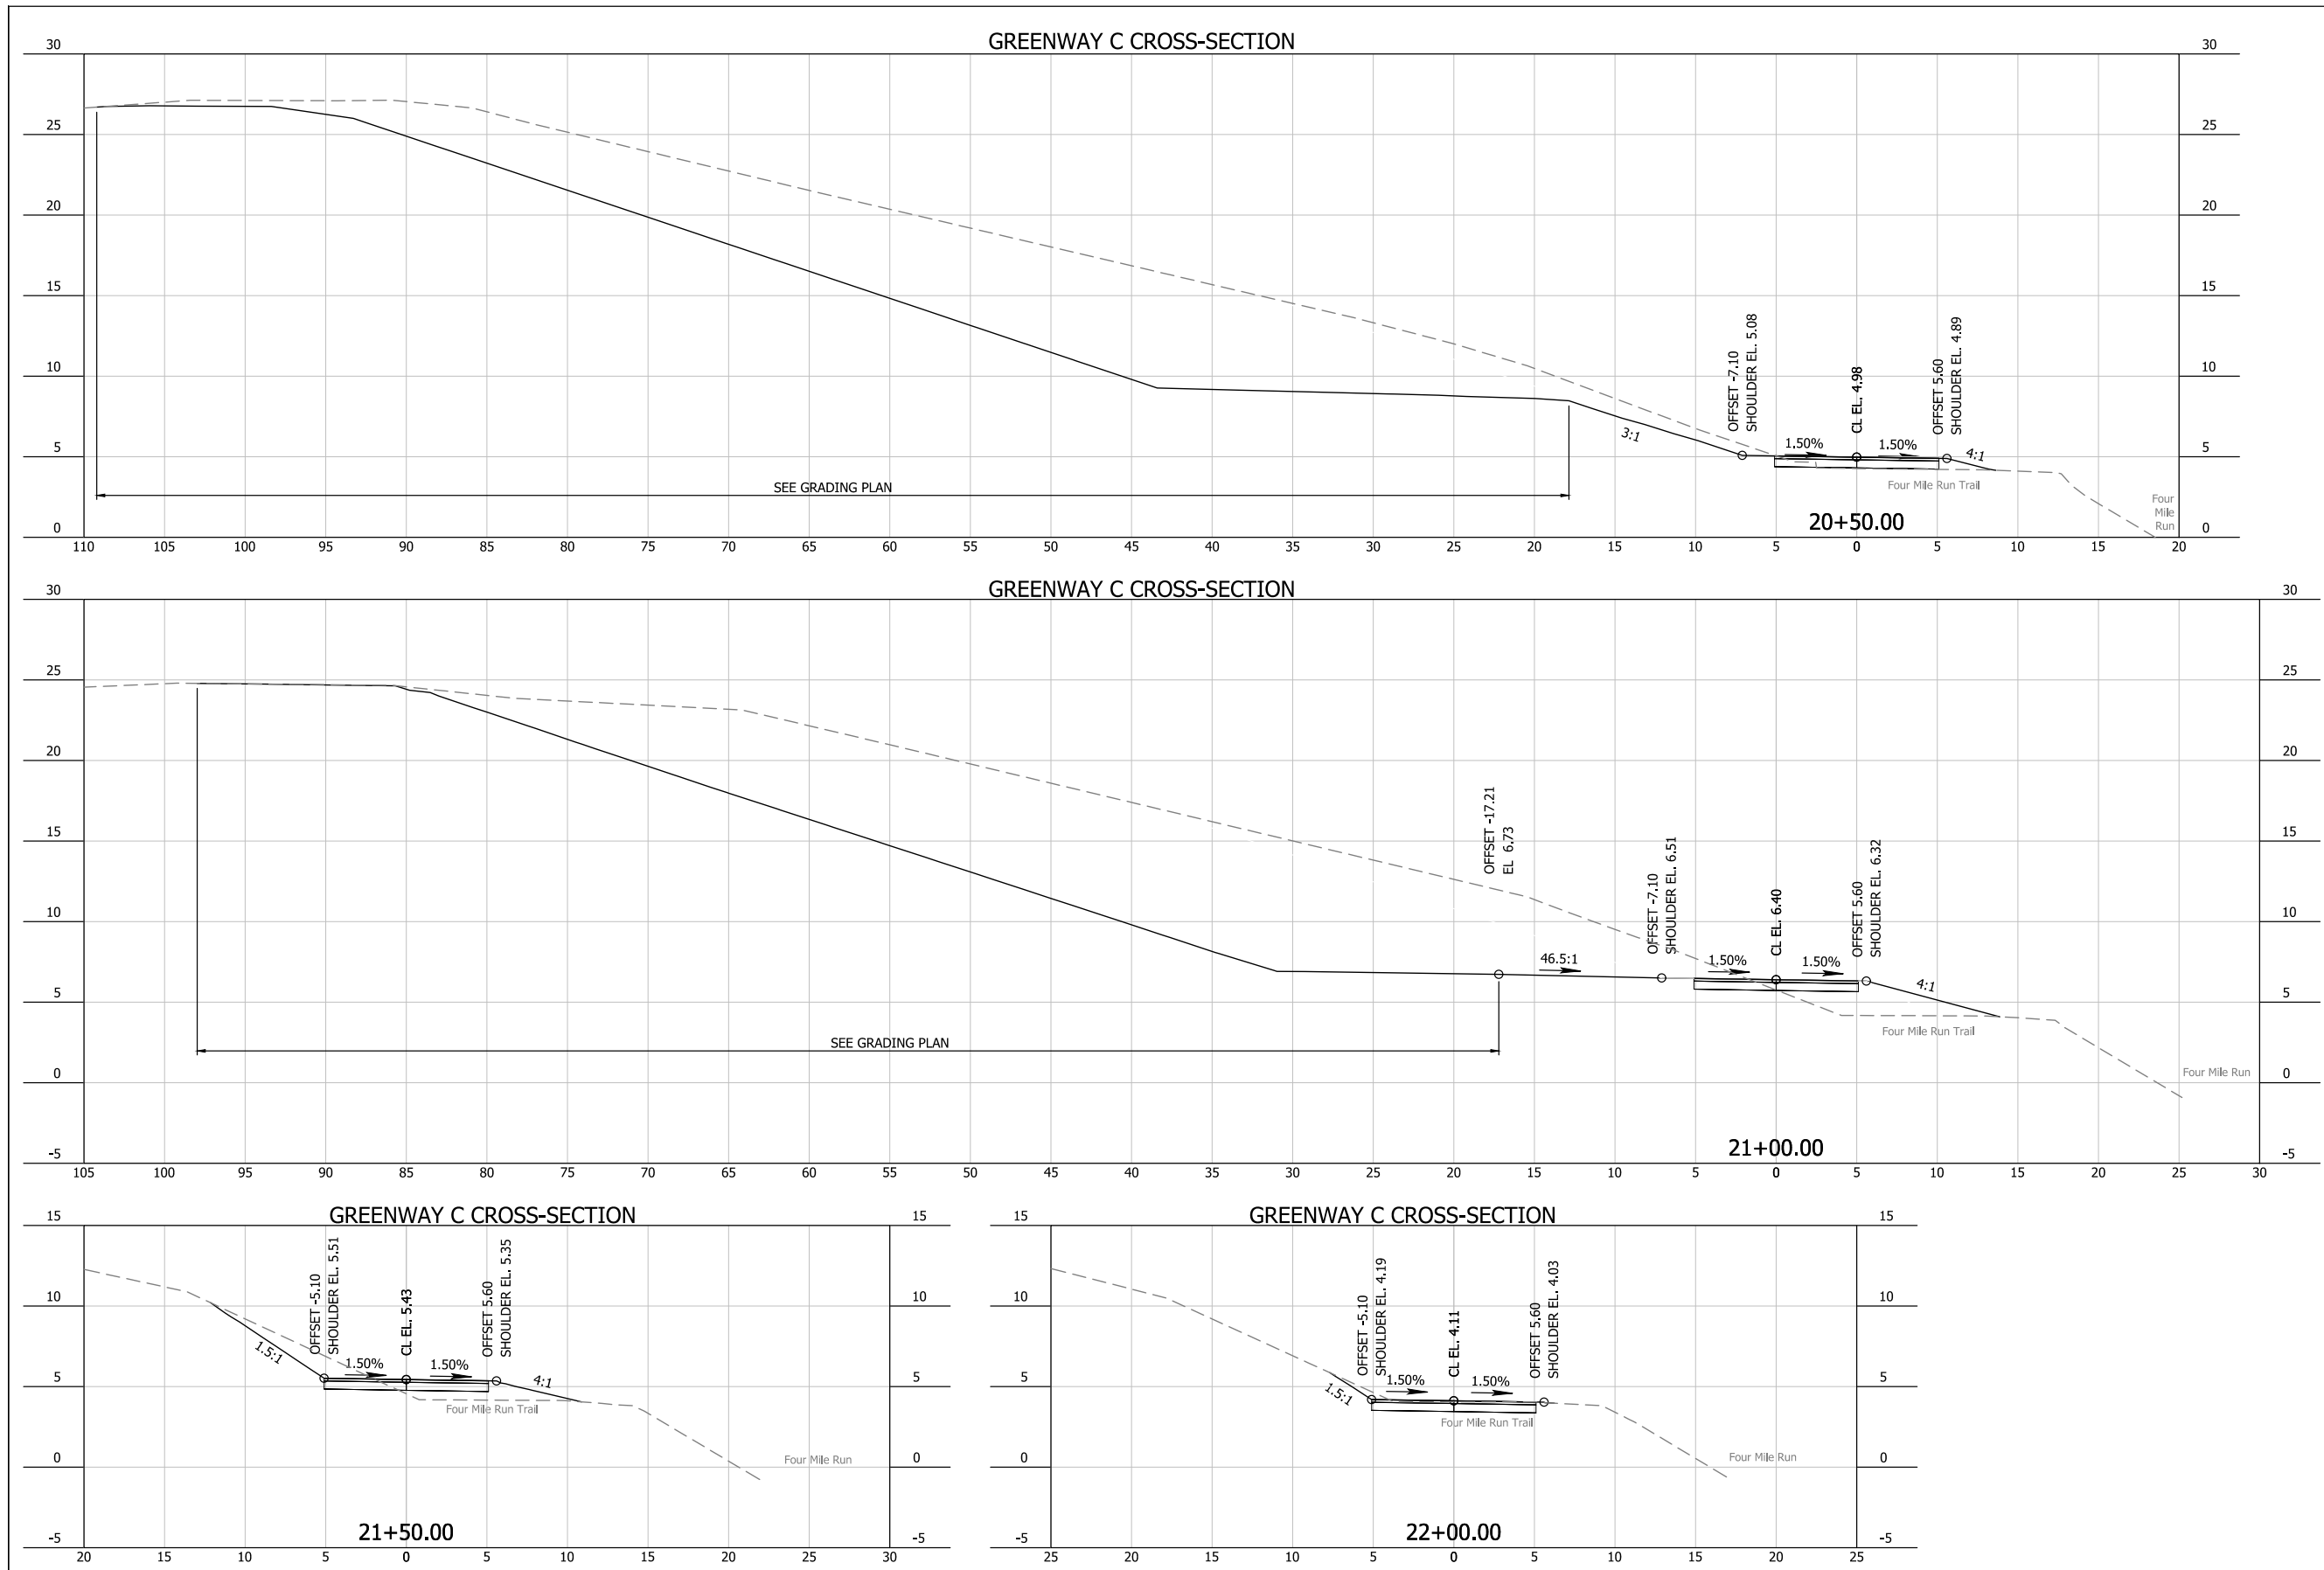 GREENWAY C CROSS-SECTION
30 30
25 25
20 20
15 15
10 10
5 5
0 0
OFFSET -7.10
SHOULDER EL. 5.08
CL EL. 4.98
OFFSET 5.60
SHOULDER EL. 4.89
3:1
1.50%
1.50%
4:1
SEE GRADING PLAN
Four Mile Run Trail
Four
Mile
Run
20+50.00
110 105 100 95 90 85 80 75 70 65 60 55 50 45 40 35 30 25 20 15 10 5 0 5 10 15 20
GREENWAY C CROSS-SECTION
30 30
25 25
20 20
15 15
10 10
5 5
0 0
-5 -5
OFFSET -17.21
EL 6.73
OFFSET -7.10
SHOULDER EL. 6.51
CL EL. 6.40
OFFSET 5.60
SHOULDER EL. 6.32
46.5:1
1.50%
1.50%
4:1
SEE GRADING PLAN
Four Mile Run Trail
Four Mile Run
21+00.00
105 100 95 90 85 80 75 70 65 60 55 50 45 40 35 30 25 20 15 10 5 0 5 10 15 20 25 30
GREENWAY C CROSS-SECTION
15 15
10 10
5 5
0 0
-5 -5
OFFSET -5.10
SHOULDER EL. 5.51
CL EL. 5.43
OFFSET 5.60
SHOULDER EL. 5.35
1.5:1
1.50%
1.50%
4:1
Four Mile Run Trail
Four Mile Run
21+50.00
20 15 10 5 0 5 10 15 20 25 30
GREENWAY C CROSS-SECTION
15 15
10 10
5 5
0 0
-5 -5
OFFSET -5.10
SHOULDER EL. 4.19
CL EL. 4.11
OFFSET 5.60
SHOULDER EL. 4.03
1.5:1
1.50%
1.50%
Four Mile Run Trail
Four Mile Run
22+00.00
25 20 15 10 5 0 5 10 15 20 25